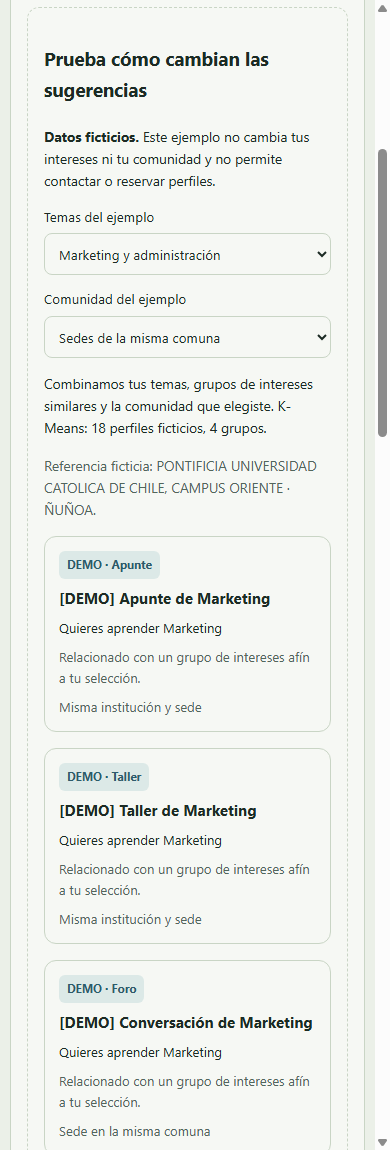 Prueba cómo cambian las
sugerencias
Datos ficticios. Este ejemplo no cambia tus
intereses ni tu comunidad y no permite
contactar o reservar perfiles.
Temas del ejemplo
Marketing y administración
Comunidad del ejemplo
Sedes de la misma comuna
Combinamos tus temas, grupos de intereses
similares y la comunidad que elegiste. K-
Means: 18 perfiles ficticios, 4 grupos.
Referencia ficticia: PONTIFICIA UNIVERSIDAD
CATOLICA DE CHILE, CAMPUS ORIENTE ·
ÑUÑOA.
DEMO · Apunte
[DEMO] Apunte de Marketing
Quieres aprender Marketing
Relacionado con un grupo de intereses afín
a tu selección.
Misma institución y sede
DEMO · Taller
[DEMO] Taller de Marketing
Quieres aprender Marketing
Relacionado con un grupo de intereses afín
a tu selección.
Misma institución y sede
DEMO · Foro
[DEMO] Conversación de Marketing
Quieres aprender Marketing
Relacionado con un grupo de intereses afín
a tu selección.
Sede en la misma comuna